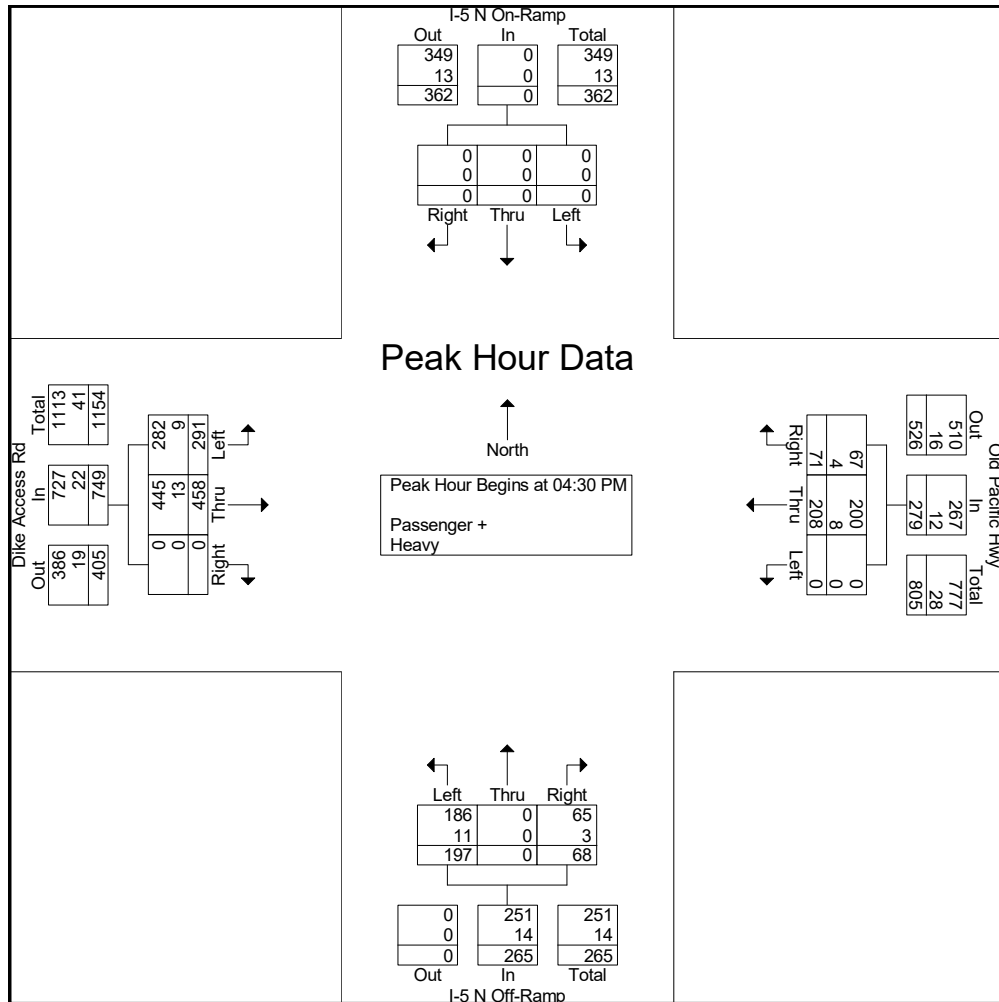 I-5 N On-Ramp
Out In Total
349 0 349
13 0 13
362 0 362
0 0 0
0 0 0
0 0 0
Right Thru Left
Peak Hour Data
North
Peak Hour Begins at 04:30 PM
Passenger +
Heavy
Dike Access Rd
Total In Out
1113 727 386
41 22 19
1154 749 405
282 445 0
9 13 0
291 458 0
Left Thru Right
Old Pacific Hwy
Out In Total
510 267 777
16 12 28
526 279 805
67 200 0
4 8 0
71 208 0
Right Thru Left
Left Thru Right
186 0 65
11 0 3
197 0 68
0 251 251
0 14 14
0 265 265
Out In Total
I-5 N Off-Ramp